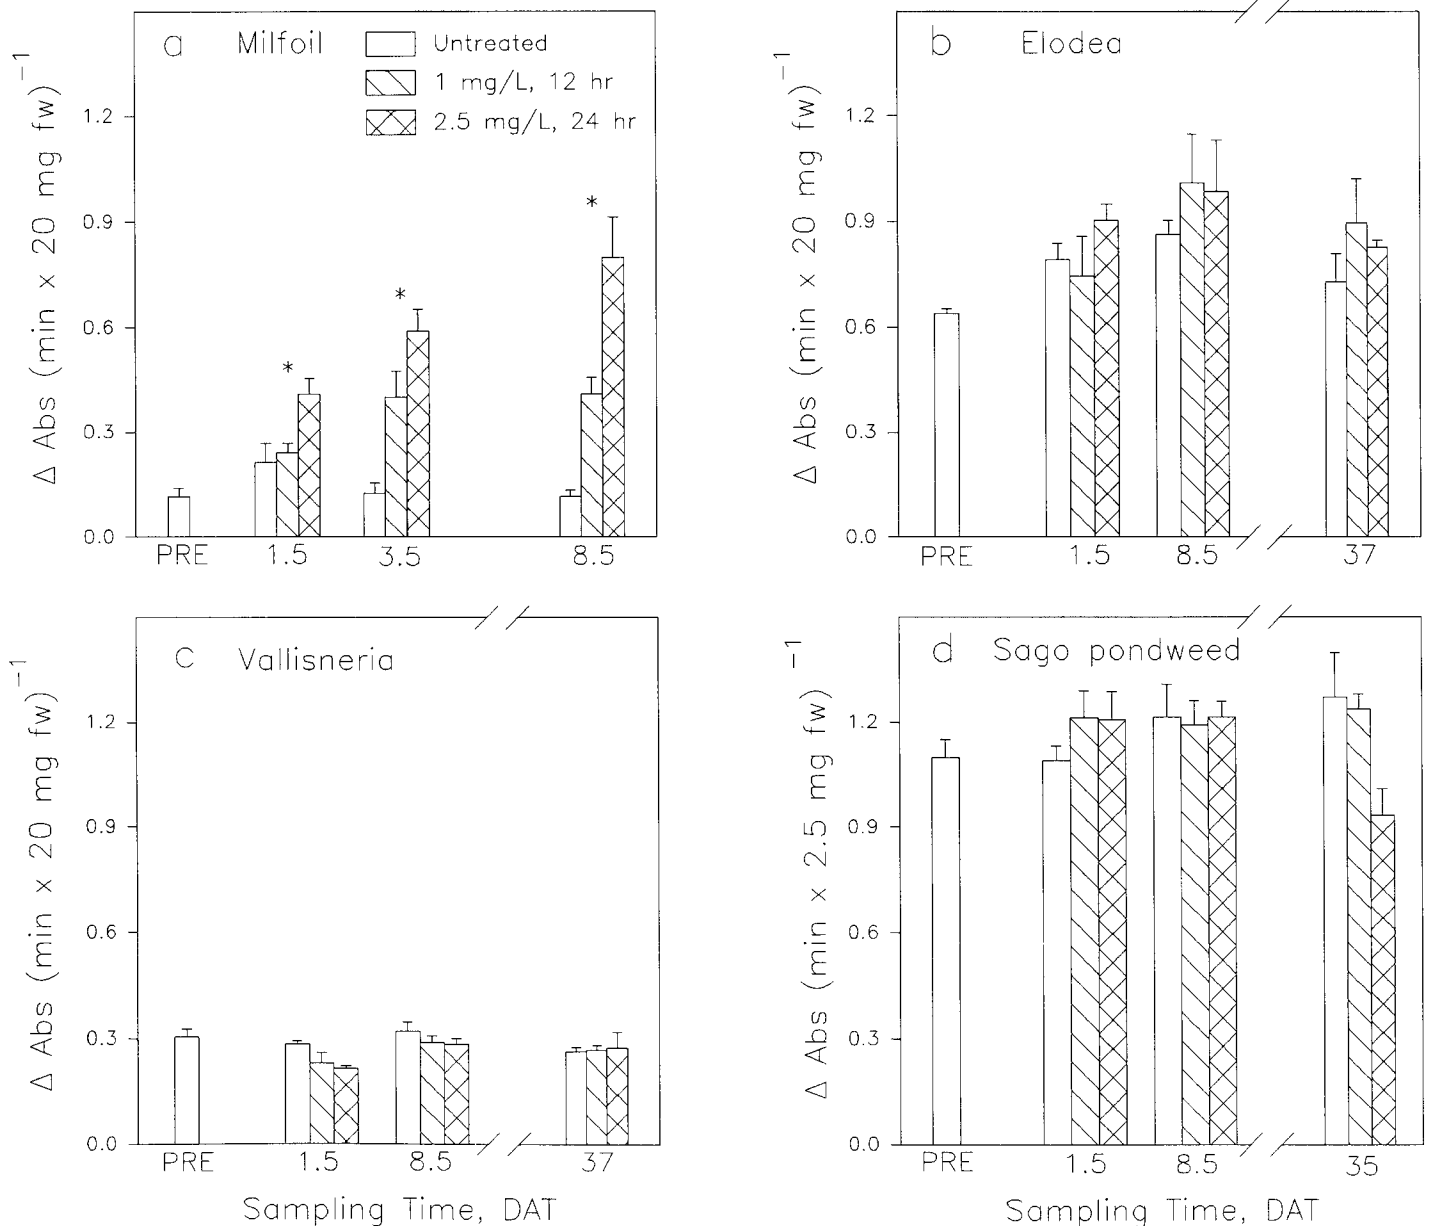 a Milfoil
Untreated
1 mg/L, 12 hr
2.5 mg/L, 24 hr
Δ Abs (min x 20 mg fw)⁻¹
1.2
0.9
0.6
0.3
0.0
*
*
*
PRE 1.5 3.5 8.5
b Elodea
Δ Abs (min x 20 mg fw)⁻¹
1.2
0.9
0.6
0.3
0.0
PRE 1.5 8.5 37
c Vallisneria
Δ Abs (min x 20 mg fw)⁻¹
1.2
0.9
0.6
0.3
0.0
PRE 1.5 8.5 37
Sampling Time, DAT
d Sago pondweed
Δ Abs (min x 2.5 mg fw)⁻¹
1.2
0.9
0.6
0.3
0.0
PRE 1.5 8.5 35
Sampling Time, DAT